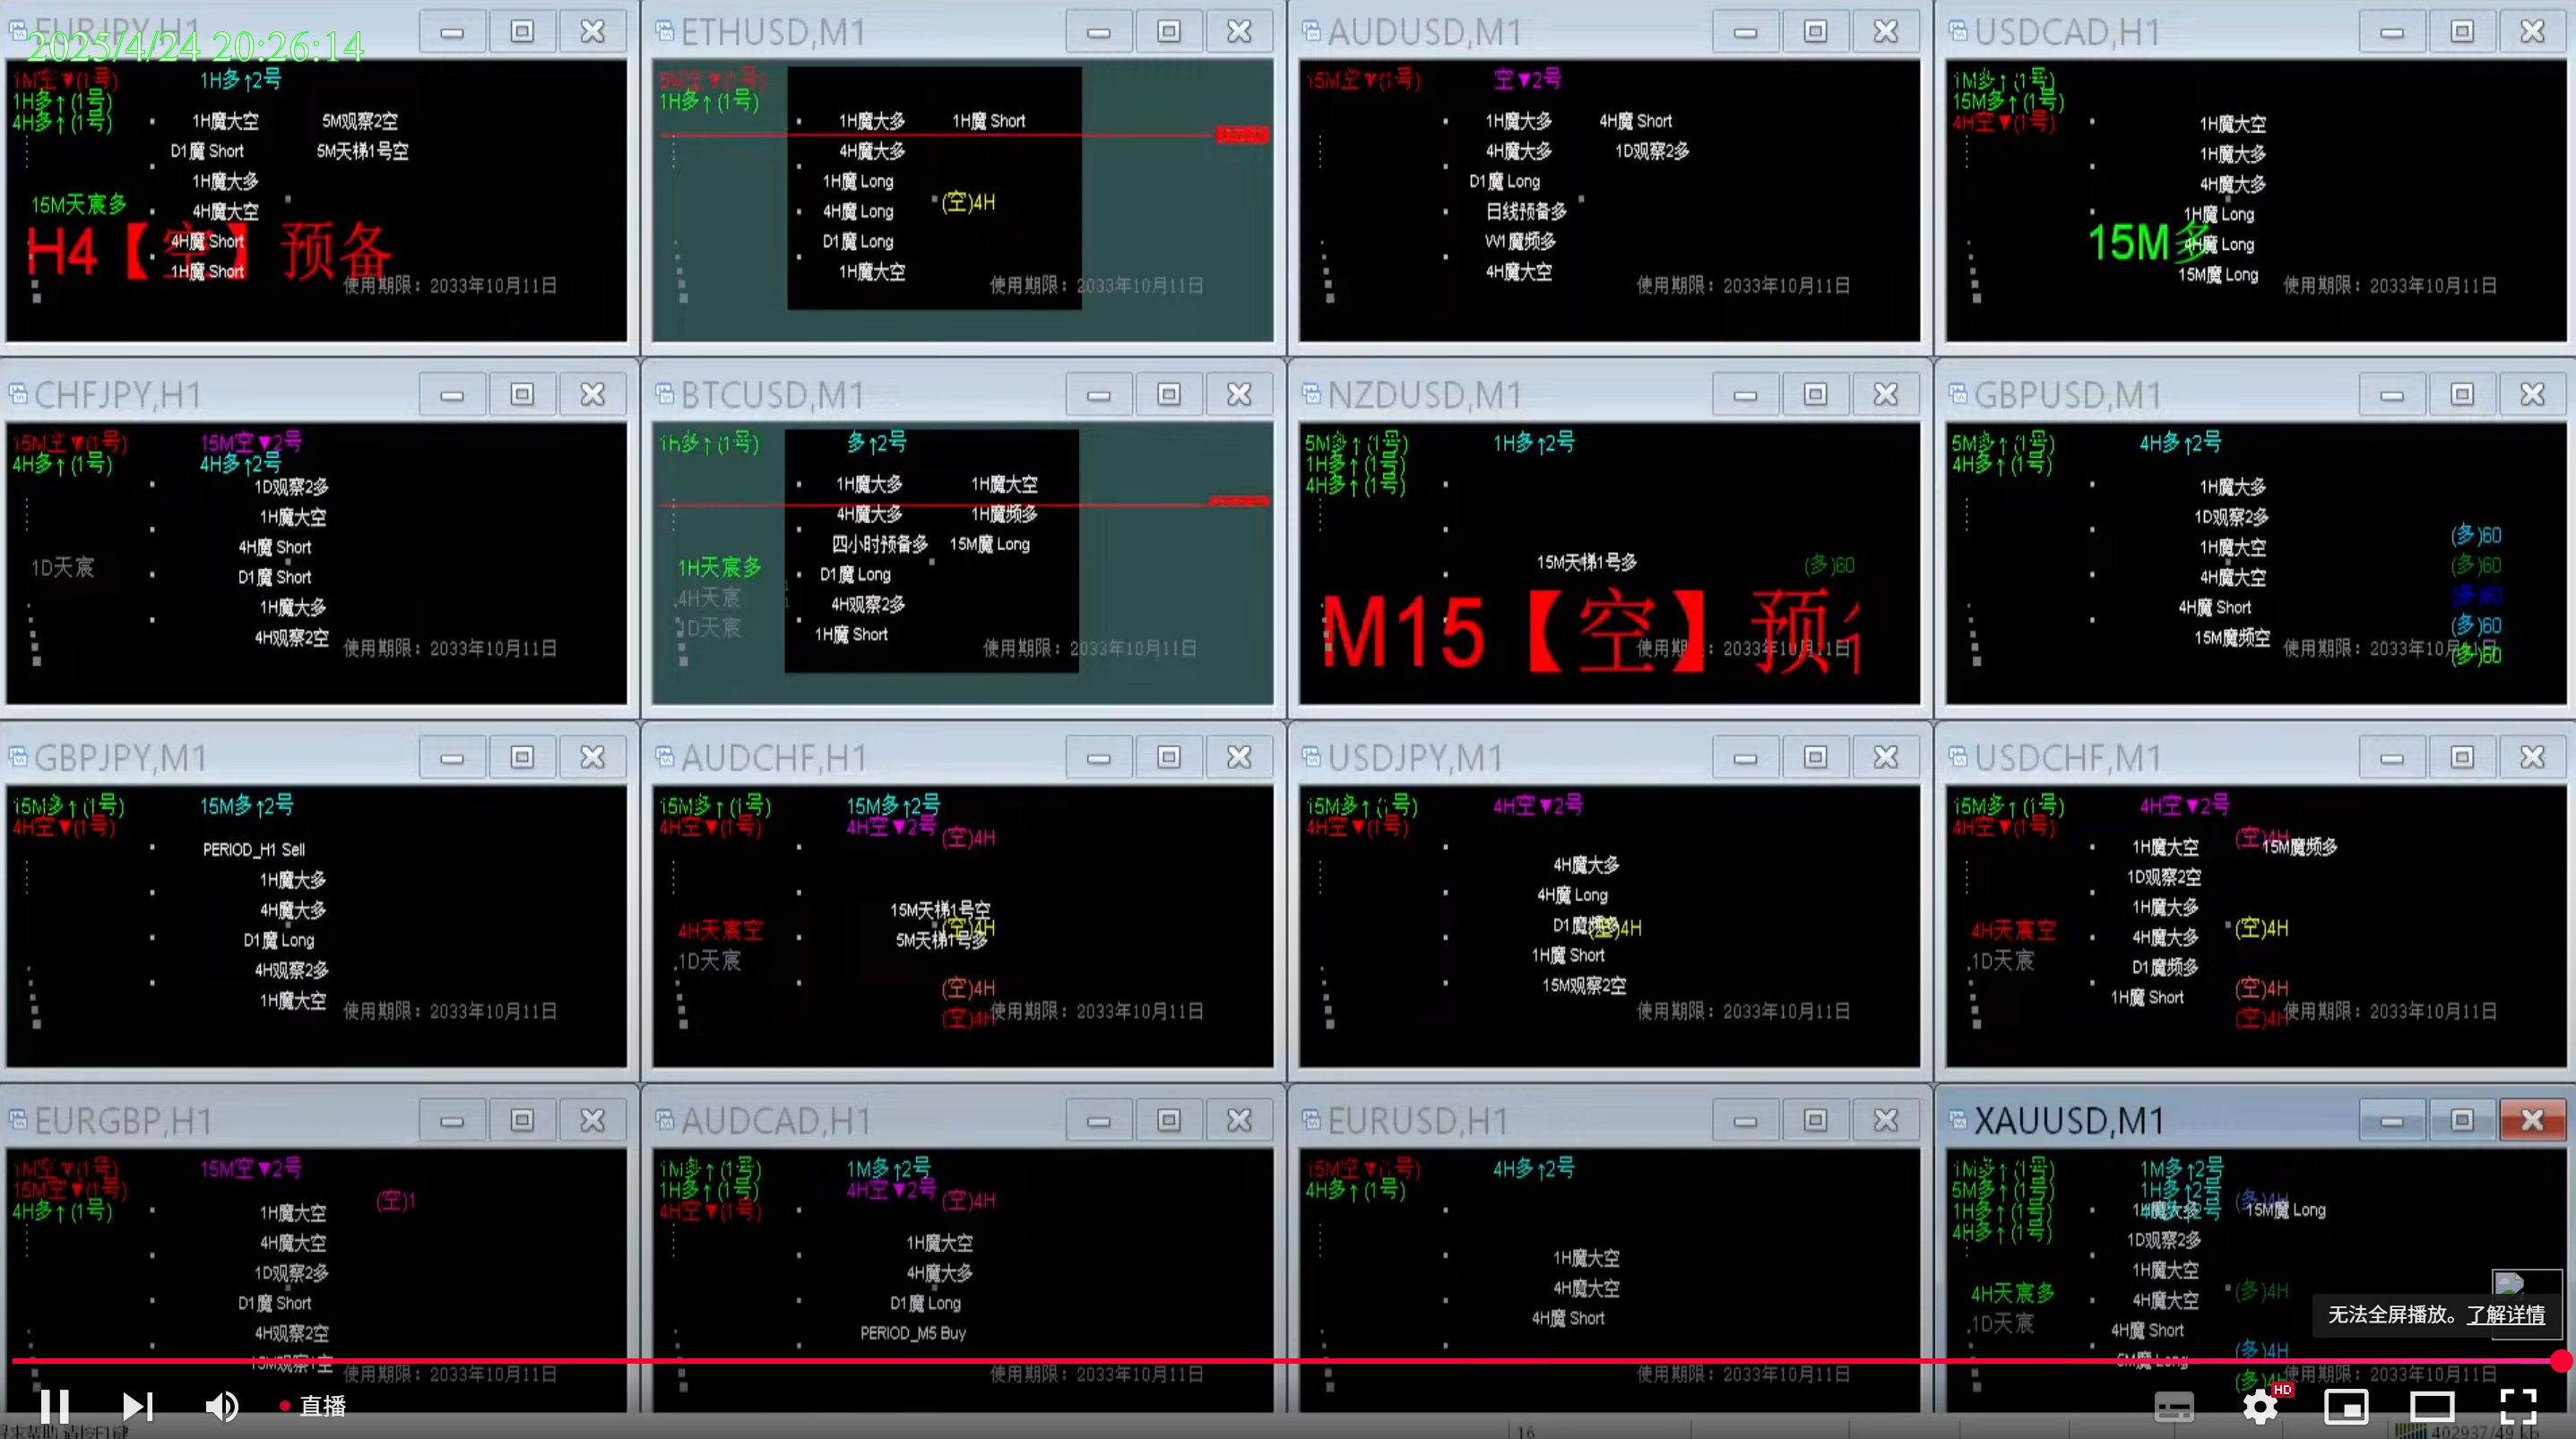 EURJPY,H1
2025/4/24 20:26:14
1M空▼(1号)
1H多↑2号
1H多↑(1号)
4H多↑(1号)
1H魔大空
5M观察2空
D1魔 Short
5M天梯1号空
1H魔大多
15M天宸多
4H魔大空
H4【空】预备
4H魔 Short
1H魔 Short
使用期限：2033年10月11日
ETHUSD,M1
5M空▼(1号)
1H多↑(1号)
1H魔大多
1H魔 Short
4H魔大多
1H魔 Long
(空)4H
4H魔 Long
D1魔 Long
1H魔大空
使用期限：2033年10月11日
AUDUSD,M1
15M空▼(1号)
空▼2号
1H魔大多
4H魔 Short
4H魔大多
1D观察2多
D1魔 Long
日线预备多
W1魔频多
4H魔大空
使用期限：2033年10月11日
USDCAD,H1
1M多↑(1号)
15M多↑(1号)
4H空▼(1号)
1H魔大空
1H魔大多
4H魔大多
1H魔 Long
15M多
4H魔 Long
15M魔 Long
使用期限：2033年10月11日
CHFJPY,H1
15M空▼(1号)
15M空▼2号
4H多↑(1号)
4H多↑2号
1D观察2多
1H魔大空
4H魔 Short
1D天宸
D1魔 Short
1H魔大多
4H观察2空
使用期限：2033年10月11日
BTCUSD,M1
1h多↑(1号)
多↑2号
1H魔大多
1H魔大空
4H魔大多
1H魔频多
四小时预备多
15M魔 Long
1H天宸多
D1魔 Long
4H天宸
4H观察2多
1D天宸
1H魔 Short
使用期限：2033年10月11日
NZDUSD,M1
5M多↑(1号)
1H多↑2号
1H多↑(1号)
4H多↑(1号)
15M天梯1号多
(多)60
M15【空】预
使用期限：2033年10月11日
GBPUSD,M1
5M多↑(1号)
4H多↑2号
4H多↑(1号)
1H魔大多
1D观察2多
(多)60
1H魔大空
(多)60
4H魔大空
(多)60
4H魔 Short
(多)60
15M魔频空
(多)60
使用期限：2033年10月11日
GBPJPY,M1
15M多↑(1号)
15M多↑2号
4H空▼(1号)
PERIOD_H1 Sell
1H魔大多
4H魔大多
D1魔 Long
4H观察2多
1H魔大空
使用期限：2033年10月11日
AUDCHF,H1
15M多↑(1号)
15M多↑2号
4H空▼(1号)
4H空▼2号
(空)4H
15M天梯1号空
4H天宸空
(空)4H
5M天梯1号多
1D天宸
(空)4H
(空)4H
使用期限：2033年10月11日
USDJPY,M1
15M多↑(1号)
4H空▼2号
4H空▼(1号)
4H魔大多
4H魔 Long
D1魔频多
(空)4H
1H魔 Short
15M观察2空
使用期限：2033年10月11日
USDCHF,M1
15M多↑(1号)
4H空▼2号
4H空▼(1号)
(空)4H
1H魔大空
15M魔频多
1D观察2空
1H魔大多
4H天宸空
4H魔大多
(空)4H
1D天宸
D1魔频多
1H魔 Short
(空)4H
(空)4H
使用期限：2033年10月11日
EURGBP,H1
1M空▼(1号)
15M空▼2号
15M空▼(1号)
4H多↑(1号)
(空)1
1H魔大空
4H魔大空
1D观察2多
D1魔 Short
4H观察2空
15M观察1空
使用期限：2033年10月11日
AUDCAD,H1
1M多↑(1号)
1M多↑2号
1H多↑(1号)
4H空▼2号
4H空▼(1号)
(空)4H
1H魔大空
4H魔大多
D1魔 Long
PERIOD_M5 Buy
使用期限：2033年10月11日
EURUSD,H1
15M空▼(1号)
4H多↑2号
4H多↑(1号)
1H魔大空
4H魔大空
4H魔 Short
使用期限：2033年10月11日
XAUUSD,M1
1M多↑(1号)
1M多↑2号
5M多↑(1号)
1H多↑2号
1H多↑(1号)
(多)4H
15M魔 Long
4H多↑(1号)
1D观察2多
1H魔大空
4H天宸多
4H魔大空
(多)4H
1D天宸
4H魔 Short
(多)4H
5M魔 Long
使用期限：2033年10月11日
无法全屏播放。了解详情
直播
HD
16
402937/49 kb